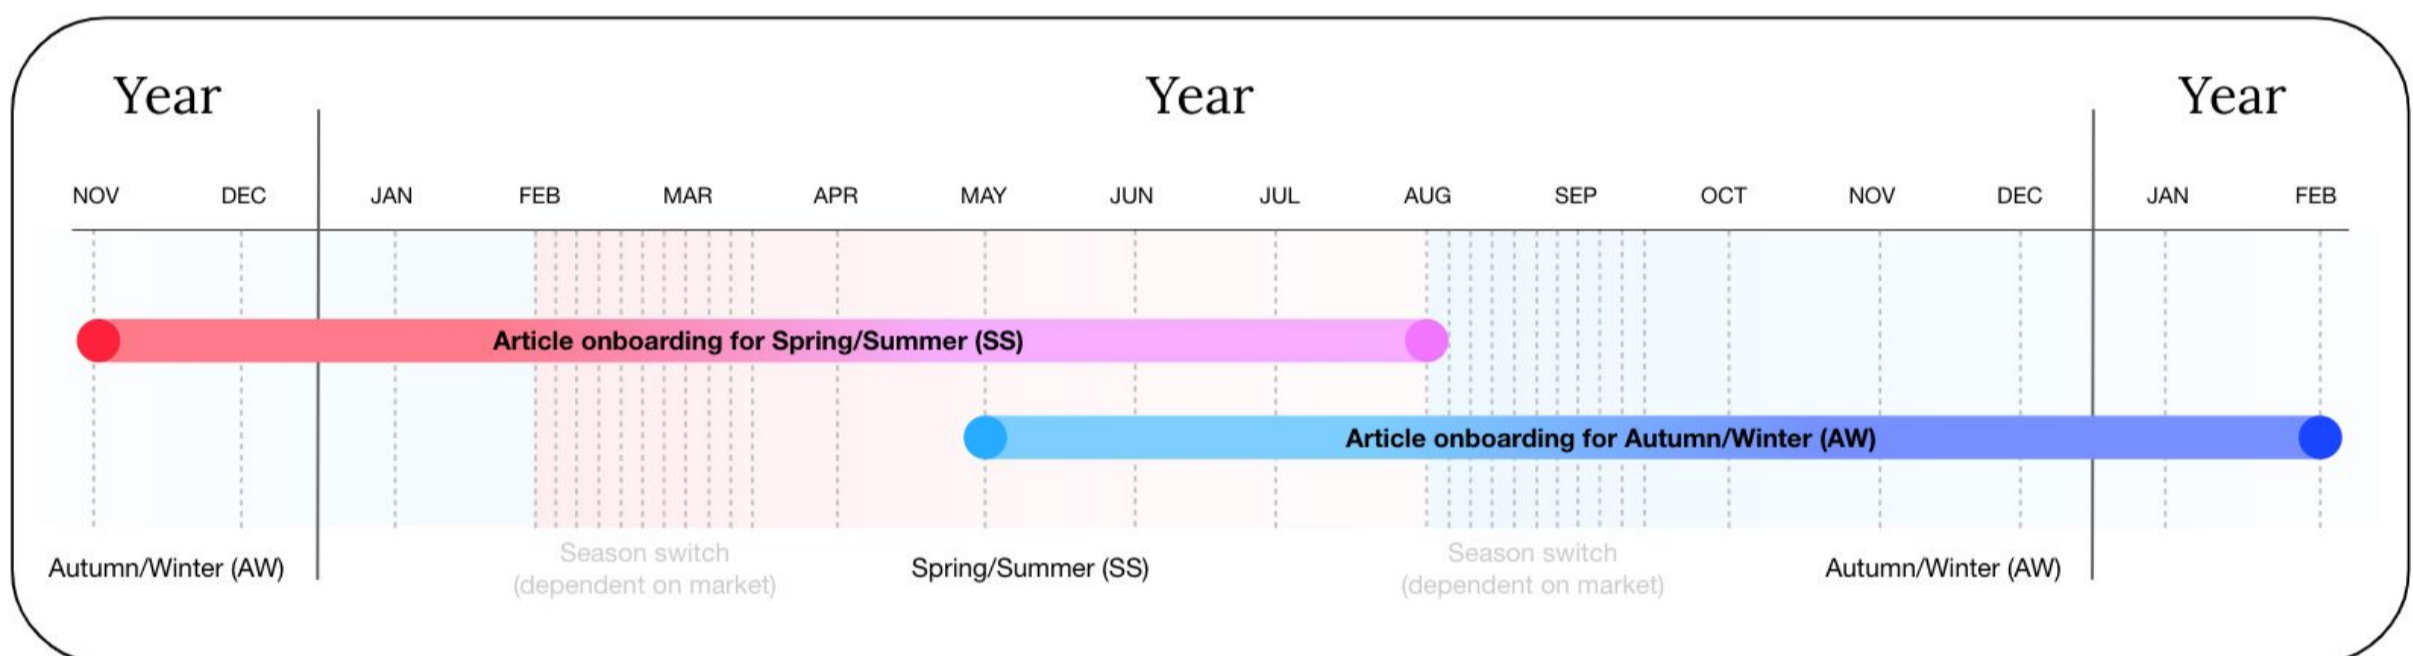 Year
Year
Year
NOV DEC JAN FEB MAR APR MAY JUN JUL AUG SEP OCT NOV DEC JAN FEB
Article onboarding for Spring/Summer (SS)
Article onboarding for Autumn/Winter (AW)
Autumn/Winter (AW)
Season switch
(dependent on market)
Spring/Summer (SS)
Season switch
(dependent on market)
Autumn/Winter (AW)